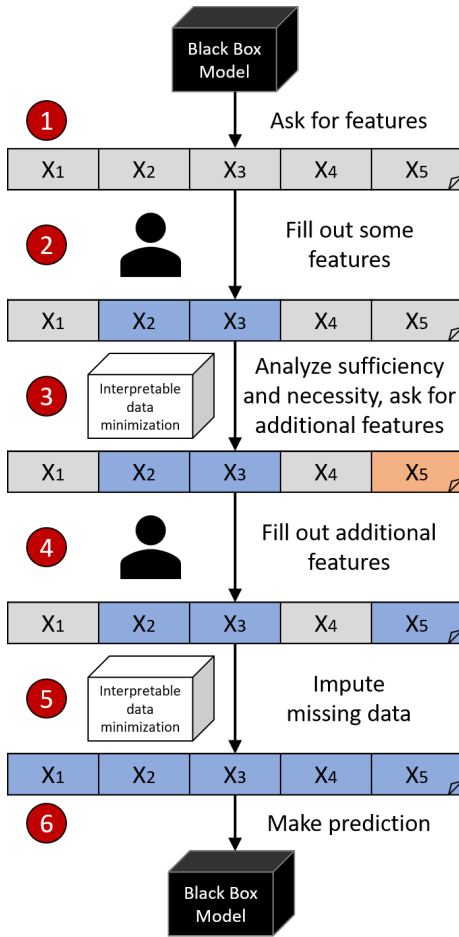 Black Box
Model
1
Ask for features
X1 X2 X3 X4 X5
2
Fill out some
features
X1 X2 X3 X4 X5
3
Interpretable
data
minimization
Analyze sufficiency
and necessity, ask for
additional features
X1 X2 X3 X4 X5
4
Fill out additional
features
X1 X2 X3 X4 X5
5
Interpretable
data
minimization
Impute
missing data
X1 X2 X3 X4 X5
6
Make prediction
Black Box
Model